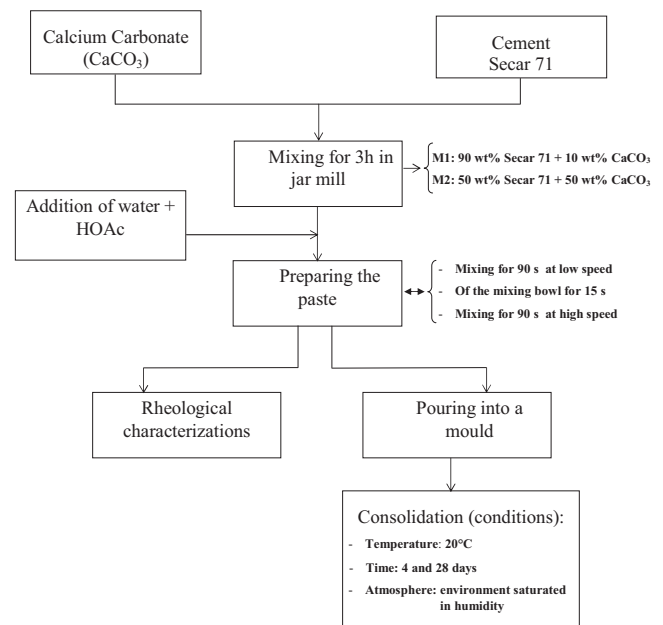 Calcium Carbonate
(CaCO₃)
Cement
Secar 71
Mixing for 3h in
jar mill
M1: 90 wt% Secar 71 + 10 wt% CaCO₃
M2: 50 wt% Secar 71 + 50 wt% CaCO₃
Addition of water +
HOAc
Preparing the
paste
- Mixing for 90 s at low speed
- Of the mixing bowl for 15 s
- Mixing for 90 s at high speed
Rheological
characterizations
Pouring into a
mould
Consolidation (conditions):
- Temperature: 20°C
- Time: 4 and 28 days
- Atmosphere: environment saturated
in humidity